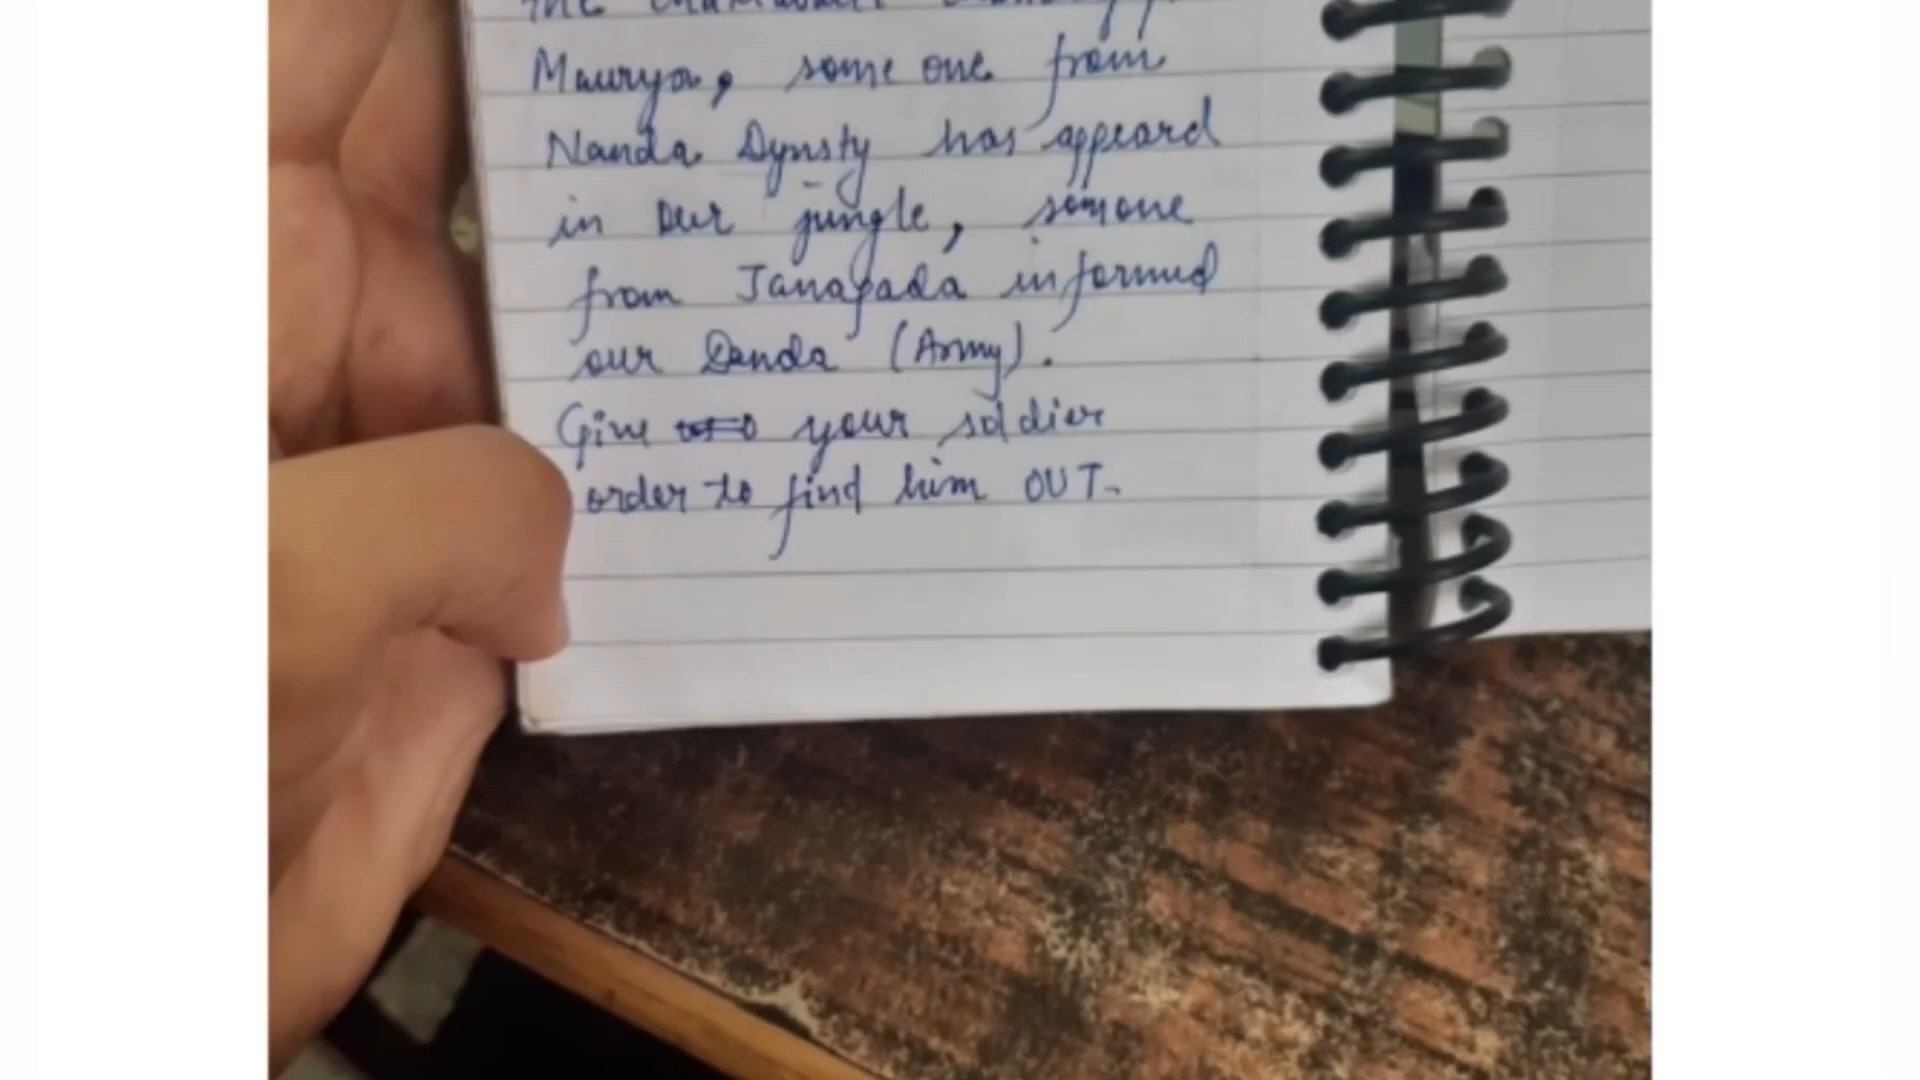 the
Maurya, some one from
Nanda Dynsty has appeard
in our jungle, somone
from Janapada informed
our Danda (Army).
Give your soldier
order to find him OUT.